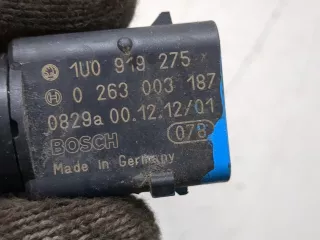 1U0 919 275
0 263 003 187
0829a 00.12.12/01
BOSCH
078
Made in Germany